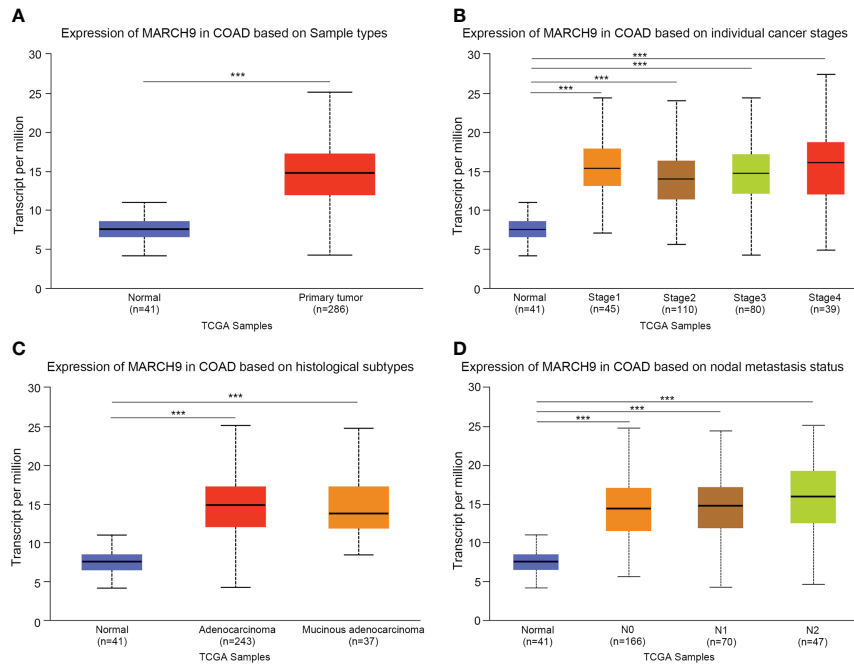 A
Expression of MARCH9 in COAD based on Sample types
Transcript per million
30
25
20
15
10
5
0
***
Normal
(n=41)
Primary tumor
(n=286)
TCGA Samples
B
Expression of MARCH9 in COAD based on individual cancer stages
Transcript per million
30
25
20
15
10
5
0
***
***
***
***
Normal
(n=41)
Stage1
(n=45)
Stage2
(n=110)
Stage3
(n=80)
Stage4
(n=39)
TCGA Samples
C
Expression of MARCH9 in COAD based on histological subtypes
Transcript per million
30
25
20
15
10
5
0
***
***
Normal
(n=41)
Adenocarcinoma
(n=243)
Mucinous adenocarcinoma
(n=37)
TCGA Samples
D
Expression of MARCH9 in COAD based on nodal metastasis status
Transcript per million
30
25
20
15
10
5
0
***
***
***
Normal
(n=41)
N0
(n=166)
N1
(n=70)
N2
(n=47)
TCGA Samples